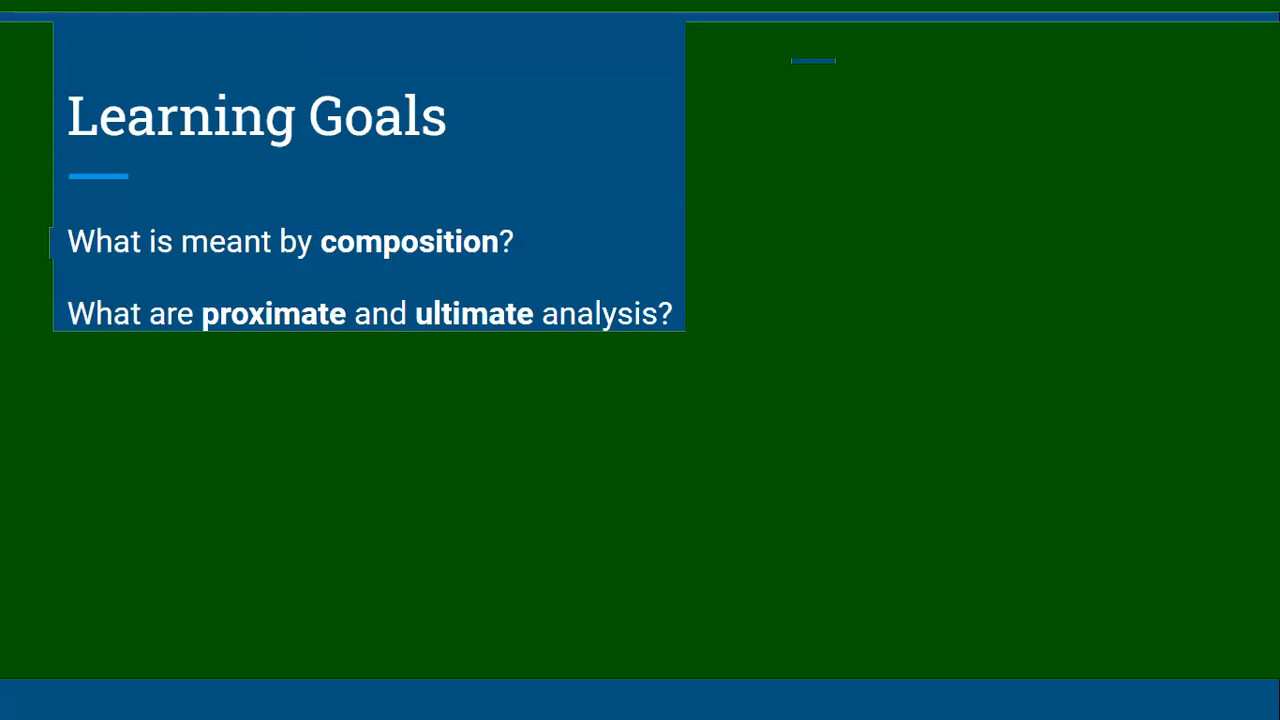 Learning Goals
What is meant by composition?
What are proximate and ultimate analysis?